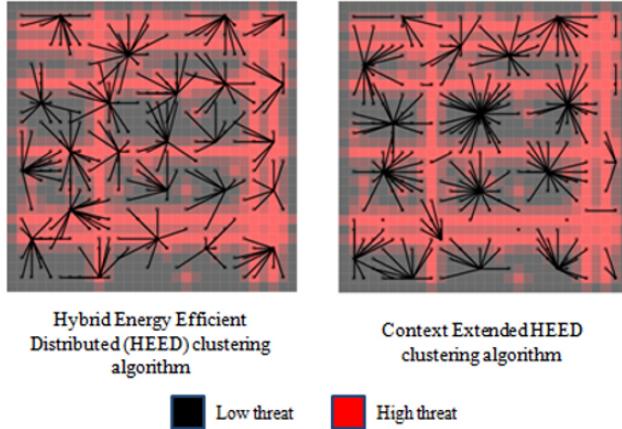 Hybrid Energy Efficient
Distributed (HEED) clustering
algorithm
Context Extended HEED
clustering algorithm
Low threat
High threat